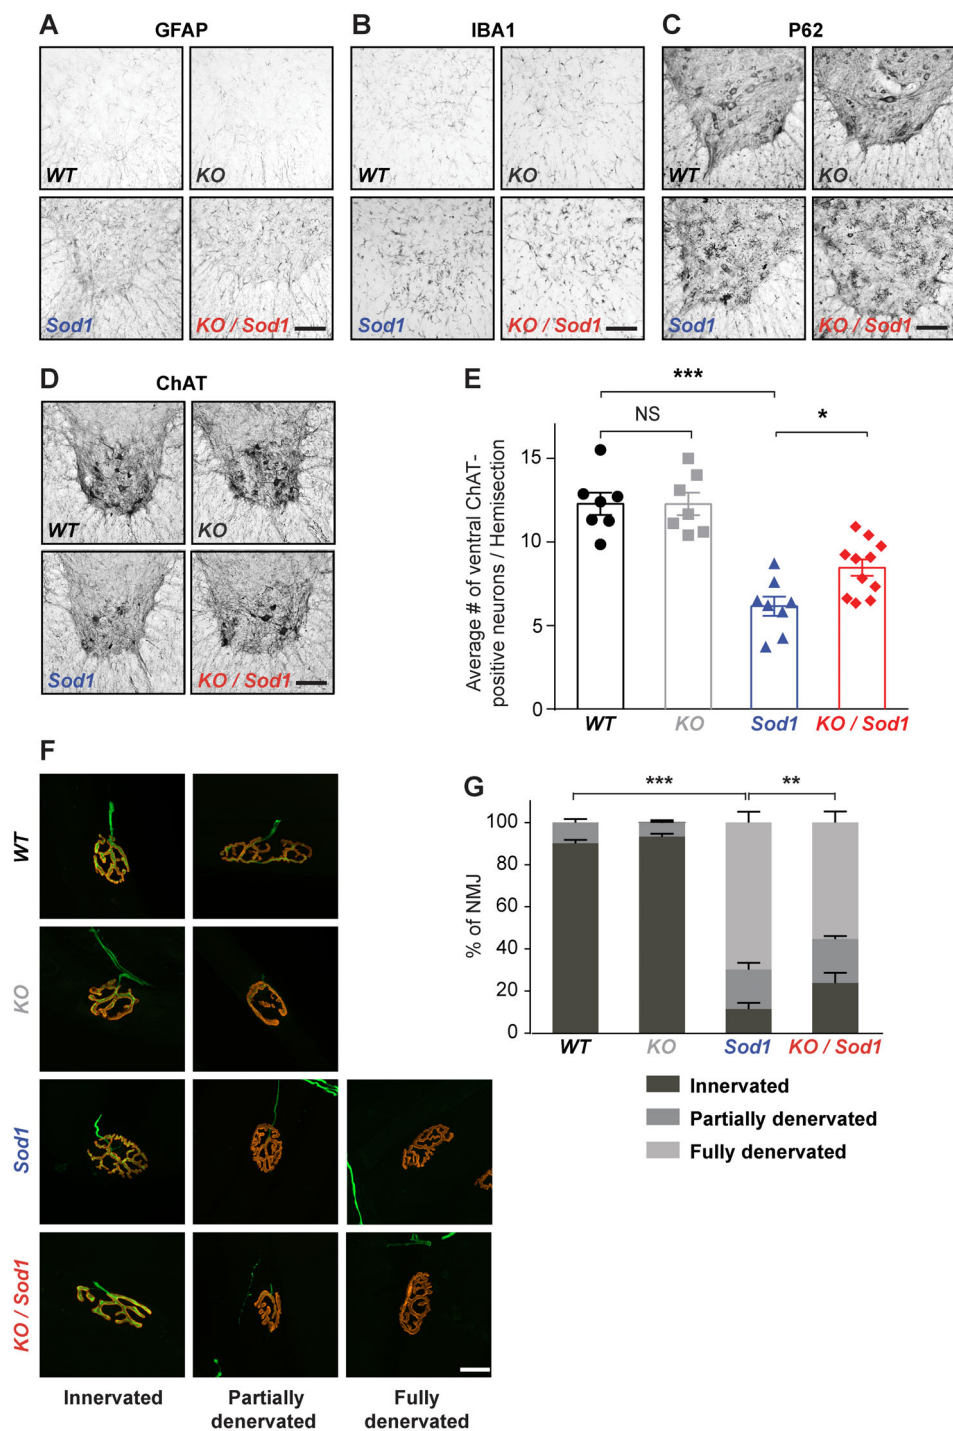 A
GFAP
WT
KO
Sod1
KO / Sod1
B
IBA1
WT
KO
Sod1
KO / Sod1
C
P62
WT
KO
Sod1
KO / Sod1
D
ChAT
WT
KO
Sod1
KO / Sod1
E
***
NS
*
Average # of ventral ChAT-
positive neurons / Hemisection
15
10
5
0
WT
KO
Sod1
KO / Sod1
F
WT
KO
Sod1
KO / Sod1
Innervated
Partially
denervated
Fully
denervated
G
***
**
% of NMJ
100
80
60
40
20
0
WT
KO
Sod1
KO / Sod1
Innervated
Partially denervated
Fully denervated